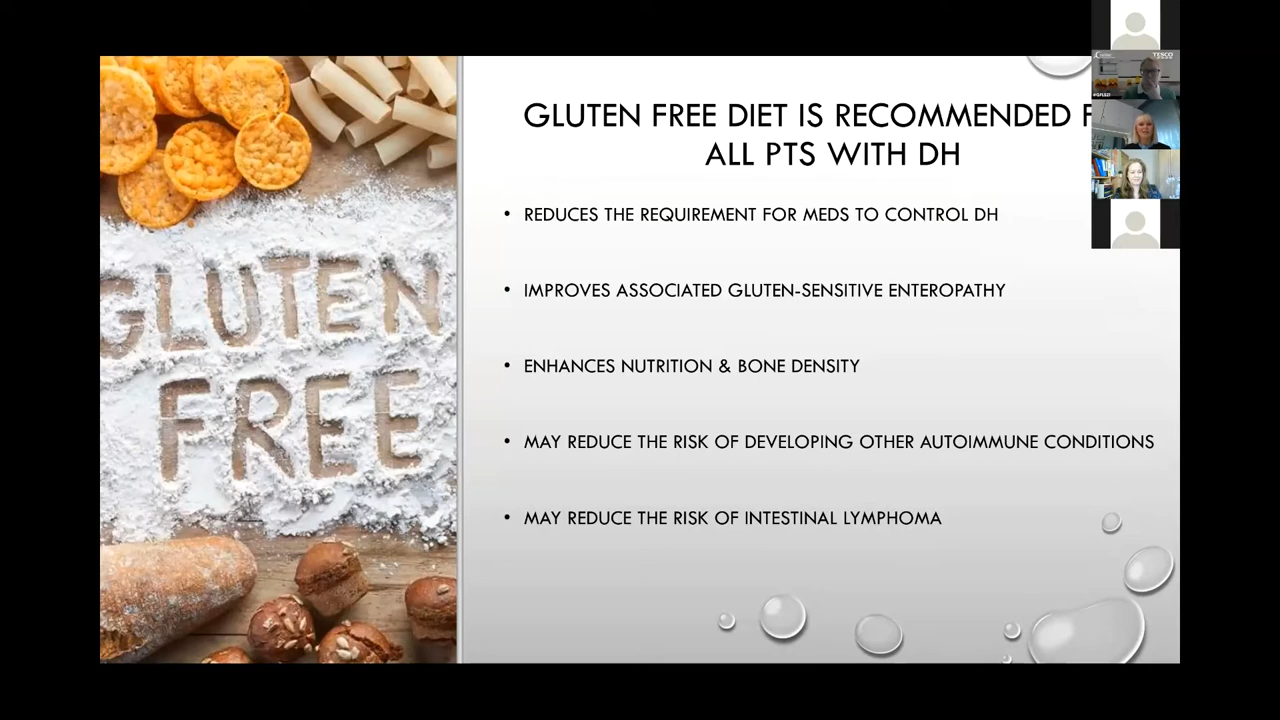 GLUTEN FREE DIET IS RECOMMENDED
ALL PTS WITH DH
• REDUCES THE REQUIREMENT FOR MEDS TO CONTROL DH
• IMPROVES ASSOCIATED GLUTEN-SENSITIVE ENTEROPATHY
• ENHANCES NUTRITION & BONE DENSITY
• MAY REDUCE THE RISK OF DEVELOPING OTHER AUTOIMMUNE CONDITIONS
• MAY REDUCE THE RISK OF INTESTINAL LYMPHOMA
GLUTEN
FREE
TESCO